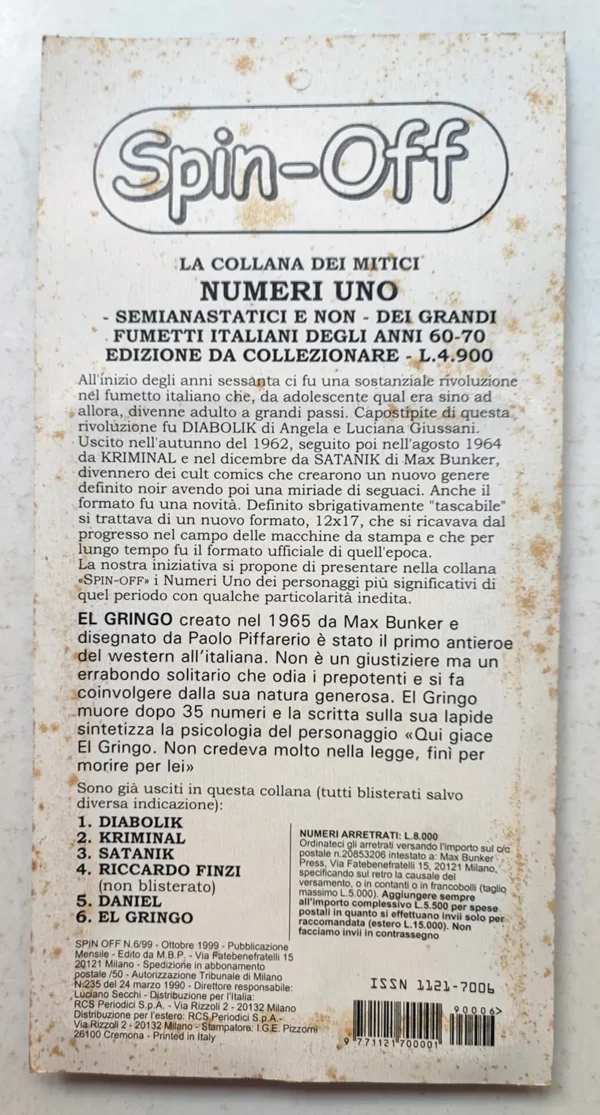 Spin-Off
LA COLLANA DEI MITICI
NUMERI UNO
- SEMIANASTATICI E NON - DEI GRANDI
FUMETTI ITALIANI DEGLI ANNI 60-70
EDIZIONE DA COLLEZIONARE - L.4.900
All'inizio degli anni sessanta ci fu una sostanziale rivoluzione
nel fumetto italiano che, da adolescente qual era sino ad
allora, divenne adulto a grandi passi. Capostipite di questa
rivoluzione fu DIABOLIK di Angela e Luciana Giussani.
Uscito nell'autunno del 1962, seguito poi nell'agosto 1964
da KRIMINAL e nel dicembre da SATANIK di Max Bunker,
divennero dei cult comics che crearono un nuovo genere
definito noir avendo poi una miriade di seguaci. Anche il
formato fu una novità. Definito sbrigativamente "tascabile"
si trattava di un nuovo formato, 12x17, che si ricavava dal
progresso nel campo delle macchine da stampa e che per
lungo tempo fu il formato ufficiale di quell'epoca.
La nostra iniziativa si propone di presentare nella collana
«SPIN-OFF» i Numeri Uno dei personaggi più significativi di
quel periodo con qualche particolarità inedita.
EL GRINGO creato nel 1965 da Max Bunker e
disegnato da Paolo Piffarerio è stato il primo antieroe
del western all'italiana. Non è un giustiziere ma un
errabondo solitario che odia i prepotenti e si fa
coinvolgere dalla sua natura generosa. El Gringo
muore dopo 35 numeri e la scritta sulla sua lapide
sintetizza la psicologia del personaggio «Qui giace
El Gringo. Non credeva molto nella legge, finì per
morire per lei»
Sono già usciti in questa collana (tutti blisterati salvo
diversa indicazione):
1. DIABOLIK
2. KRIMINAL
3. SATANIK
4. RICCARDO FINZI
(non blisterato)
5. DANIEL
6. EL GRINGO
NUMERI ARRETRATI: L.8.000
Ordinateci gli arretrati versando l'importo sul c/c
postale n.20853206 intestato a: Max Bunker
Press, Via Fatebenefratelli 15, 20121 Milano,
specificando sul retro la causale del
versamento, o in contanti o in francobolli (taglio
massimo L.5.000). Aggiungere sempre
all'importo complessivo L.5.500 per spese
postali in quanto si effettuano invii solo per
raccomandata (estero L.15.000). Non
facciamo invii in contrassegno
SPIN OFF N.6/99 - Ottobre 1999 - Pubblicazione
Mensile - Edito da M.B.P. - Via Fatebenefratelli 15
20121 Milano - Spedizione in abbonamento
postale /50 - Autorizzazione Tribunale di Milano
N.235 del 24 marzo 1990 - Direttore responsabile:
Luciano Secchi - Distribuzione per l'Italia:
RCS Periodici S.p.A. - Via Rizzoli 2 - 20132 Milano
Distribuzione per l'estero: RCS Periodici S.p.A.-
Via Rizzoli 2 - 20132 Milano - Stampatore: I.G.E. Pizzorni
26100 Cremona - Printed in Italy
ISSN 1121-7006
90006>
9 771121 700001